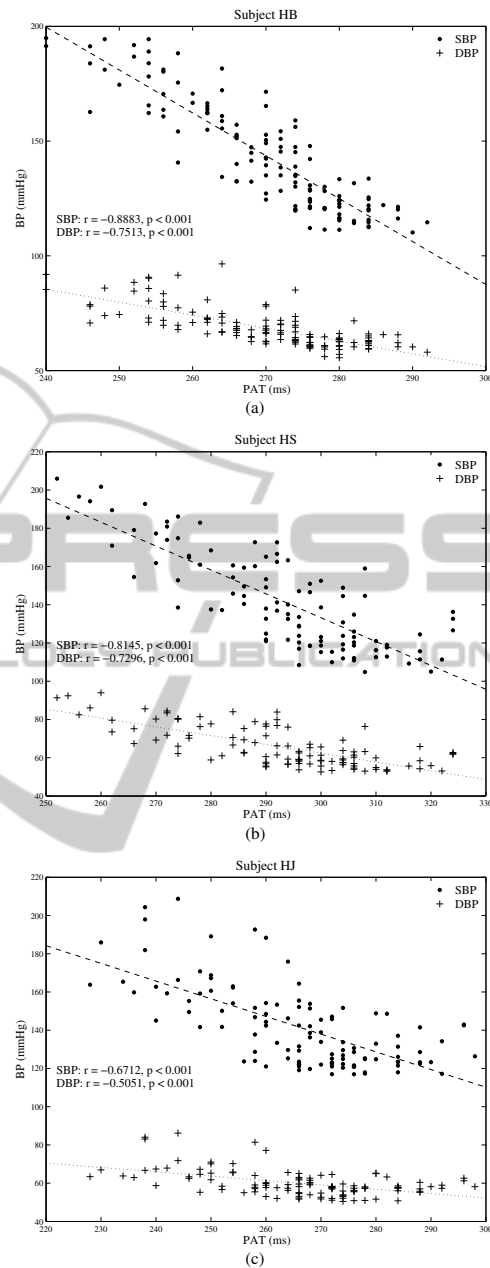 Subject HB
200
150
100
50
BP (mmHg)
SBP
DBP
SBP: r = −0.8883, p < 0.001
DBP: r = −0.7513, p < 0.001
240 250 260 270 280 290 300
PAT (ms)
(a)
Subject HS
220
200
180
160
140
120
100
80
60
40
BP (mmHg)
SBP
DBP
SBP: r = −0.8145, p < 0.001
DBP: r = −0.7296, p < 0.001
250 260 270 280 290 300 310 320 330
PAT (ms)
(b)
Subject HJ
220
200
180
160
140
120
100
80
60
40
BP (mmHg)
SBP
DBP
SBP: r = −0.6712, p < 0.001
DBP: r = −0.5051, p < 0.001
220 230 240 250 260 270 280 290 300
PAT (ms)
(c)
PRESS
PUBLICATION